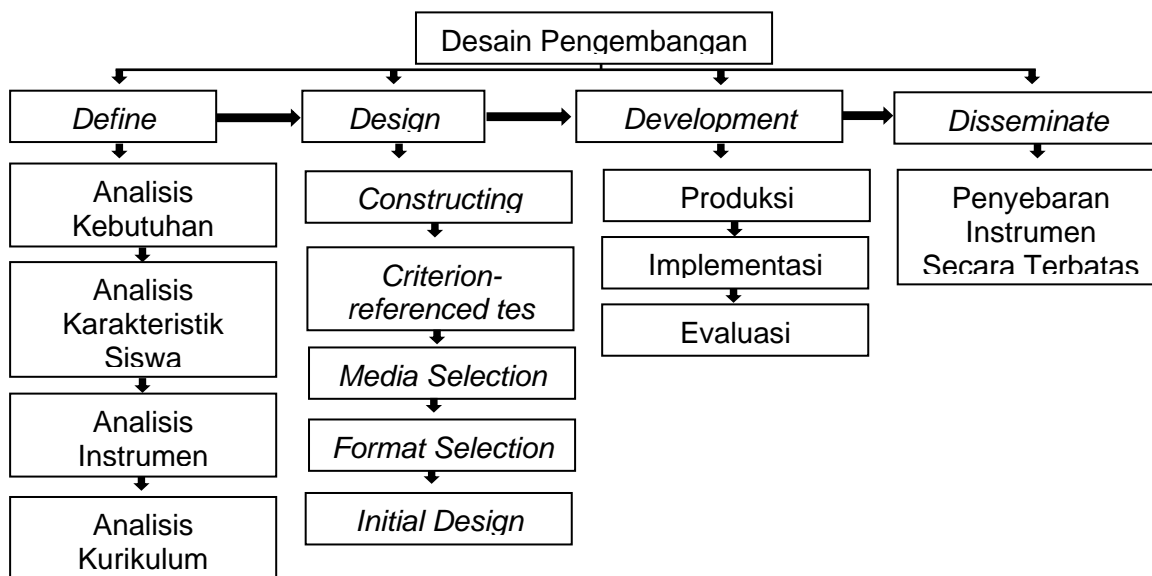 Desain Pengembangan
Define
Design
Development
Disseminate
Analisis
Kebutuhan
Analisis
Karakteristik
Siswa
Analisis
Instrumen
Analisis
Kurikulum
Constructing
Criterion-
referenced tes
Media Selection
Format Selection
Initial Design
Produksi
Implementasi
Evaluasi
Penyebaran
Instrumen
Secara Terbatas